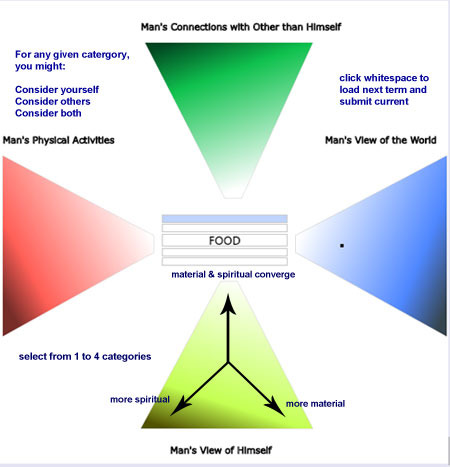 Man's Connections with Other than Himself
For any given catergory,
you might:
Consider yourself
Consider others
Consider both
click whitespace to
load next term and
submit current
Man's Physical Activities
Man's View of the World
FOOD
material & spiritual converge
select from 1 to 4 categories
more spiritual
more material
Man's View of Himself